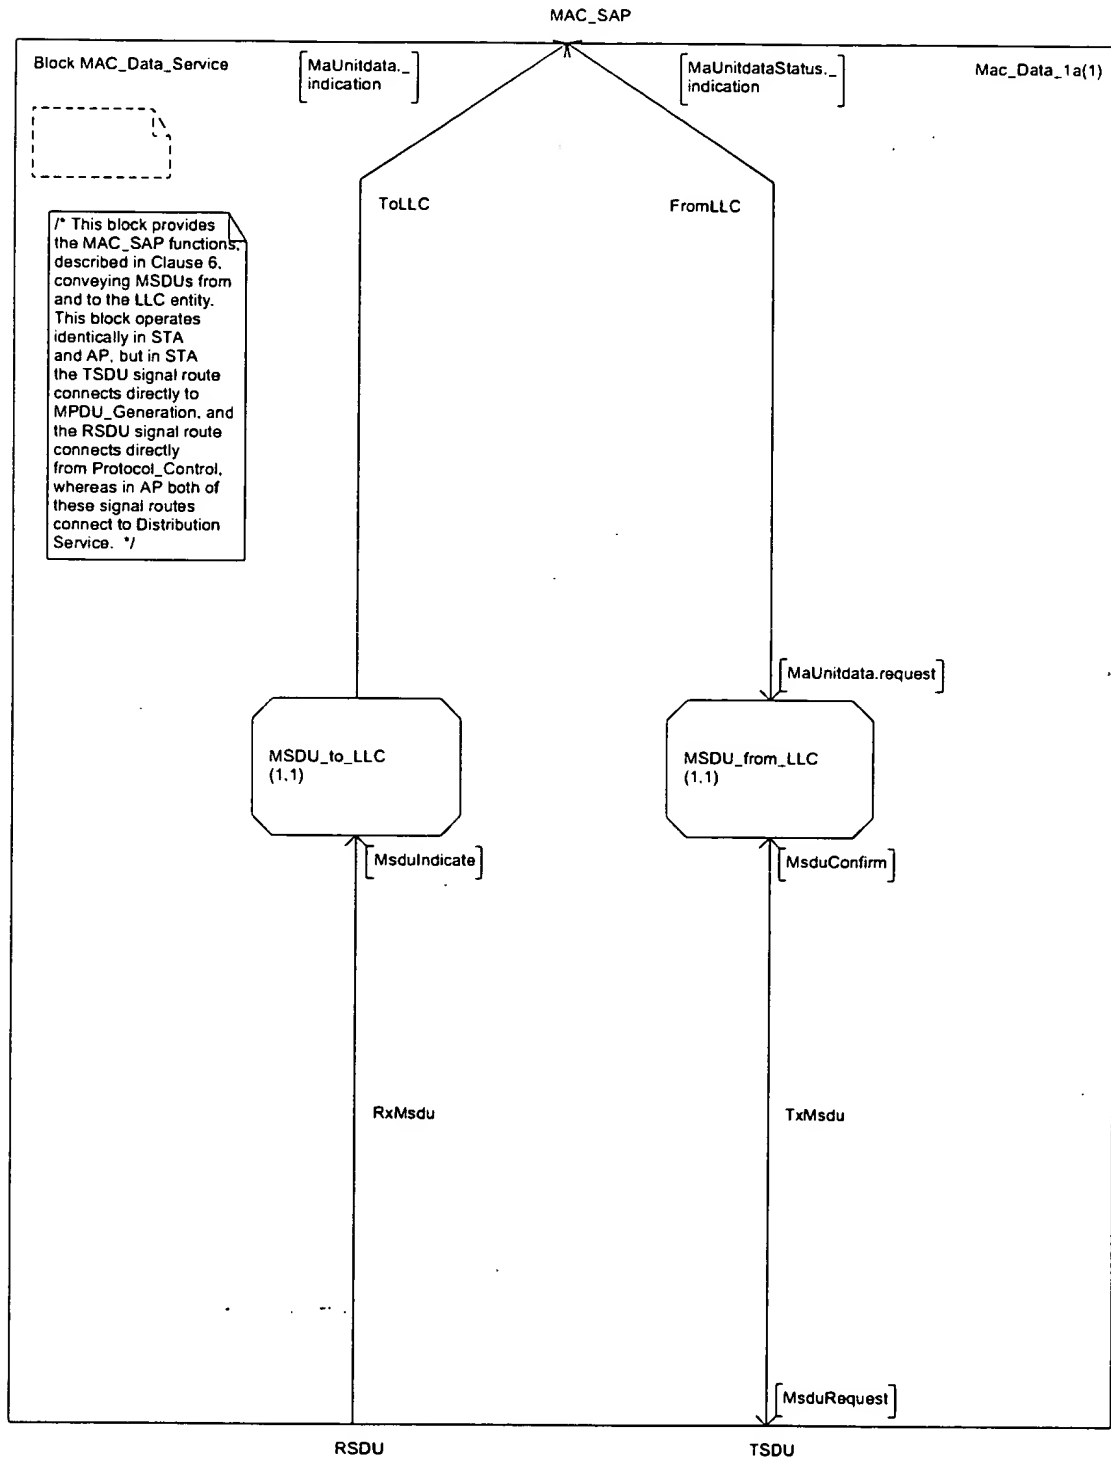 MAC_SAP
Block MAC_Data_Service
MaUnitdata._
indication
MaUnitdataStatus._
indication
Mac_Data_1a(1)
ToLLC
FromLLC
/* This block provides
the MAC_SAP functions,
described in Clause 6,
conveying MSDUs from
and to the LLC entity.
This block operates
identically in STA
and AP, but in STA
the TSDU signal route
connects directly to
MPDU_Generation, and
the RSDU signal route
connects directly
from Protocol_Control,
whereas in AP both of
these signal routes
connect to Distribution
Service. */
MaUnitdata.request
MSDU_to_LLC
(1,1)
MSDU_from_LLC
(1,1)
MsduIndicate
MsduConfirm
RxMsdu
TxMsdu
MsduRequest
RSDU
TSDU